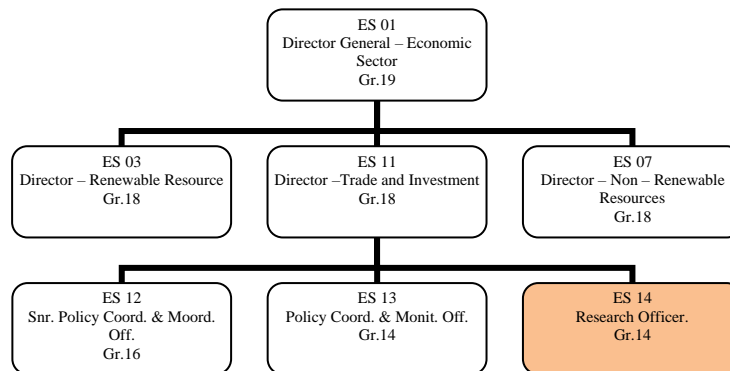 ES 01
Director General – Economic
Sector
Gr.19
ES 03
Director – Renewable Resource
Gr.18
ES 11
Director –Trade and Investment
Gr.18
ES 07
Director – Non – Renewable
Resources
Gr.18
ES 12
Snr. Policy Coord. & Moord.
Off.
Gr.16
ES 13
Policy Coord. & Monit. Off.
Gr.14
ES 14
Research Officer.
Gr.14